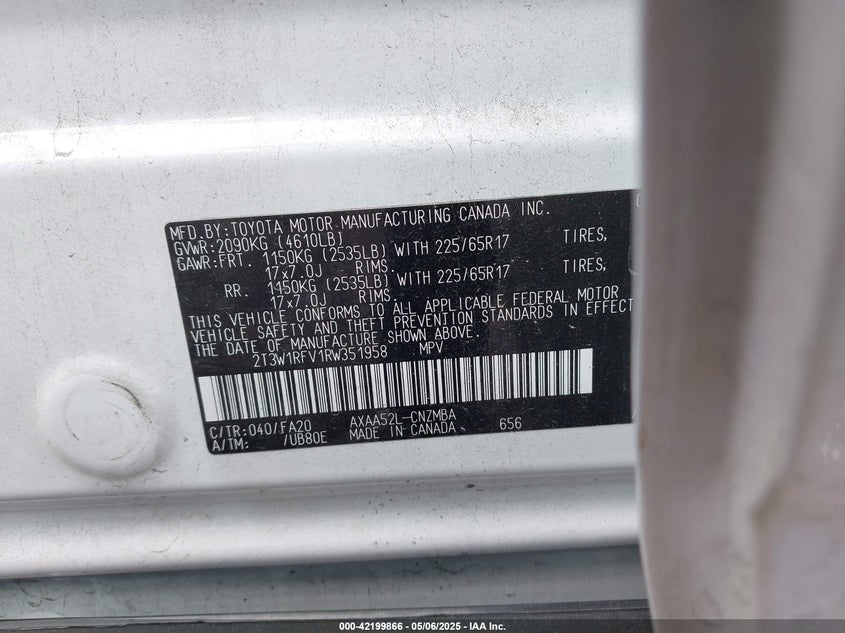 MFD.BY:TOYOTA MOTOR MANUFACTURING CANADA INC.
GVWR:2090KG (4610LB)
GAWR:FRT. 1150KG (2535LB) WITH 225/65R17 TIRES,
17x7.0J RIMS.
RR. 1150KG (2535LB) WITH 225/65R17 TIRES,
17x7.0J RIMS.
THIS VEHICLE CONFORMS TO ALL APPLICABLE FEDERAL MOTOR
VEHICLE SAFETY AND THEFT PREVENTION STANDARDS IN EFFECT
THE DATE OF MANUFACTURE SHOWN ABOVE.
2T3W1RFV1RW351958 MPV
C/TR:040/FA20 AXAA52L-CNZMBA 656
A/TM: /UB80E MADE IN CANADA
000-42199866 - 05/06/2025 - IAA Inc.